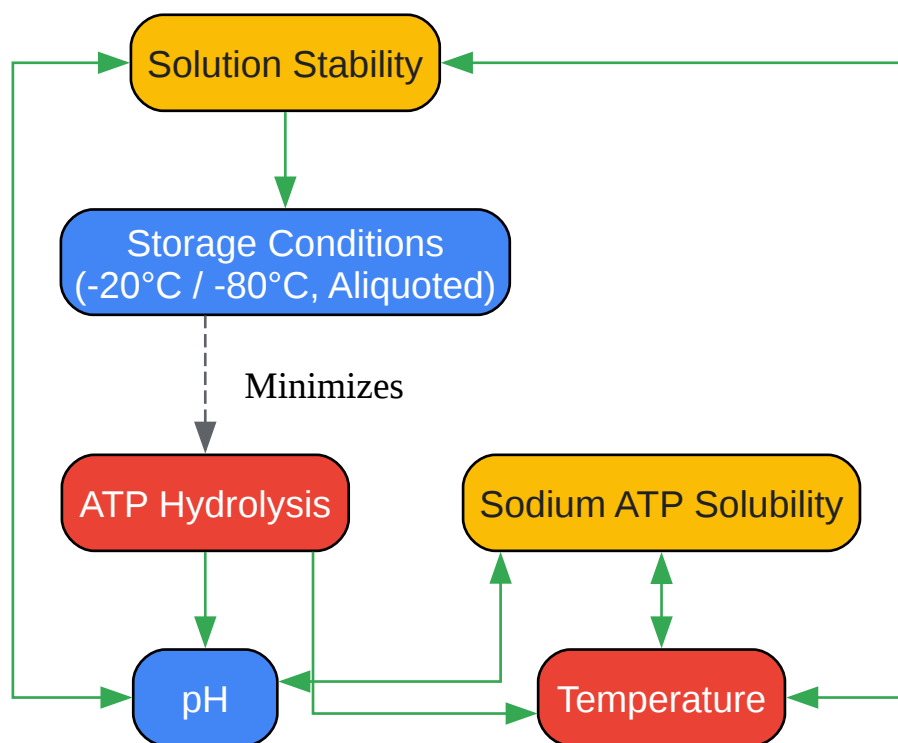 Solution Stability
Storage Conditions
(-20°C / -80°C, Aliquoted)
Minimizes
ATP Hydrolysis
Sodium ATP Solubility
pH
Temperature